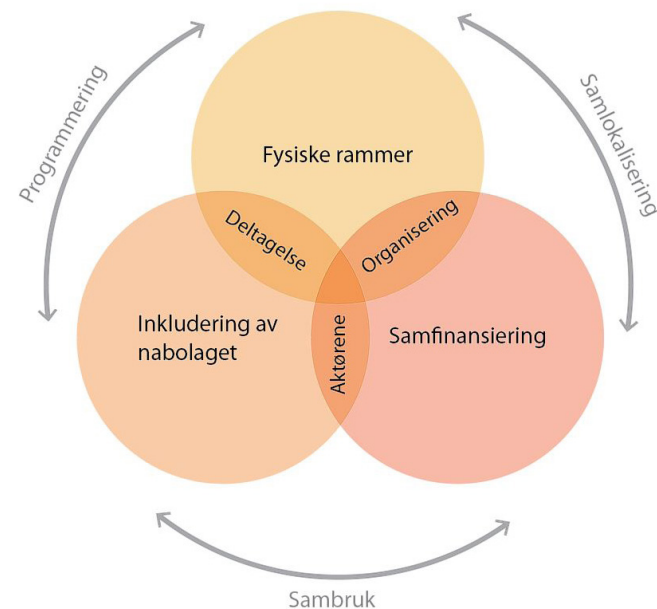 Programmering
Samlokalisering
Fysiske rammer
Deltagelse
Organisering
Inkludering av
nabolaget
Aktørene
Samfinansiering
Sambruk